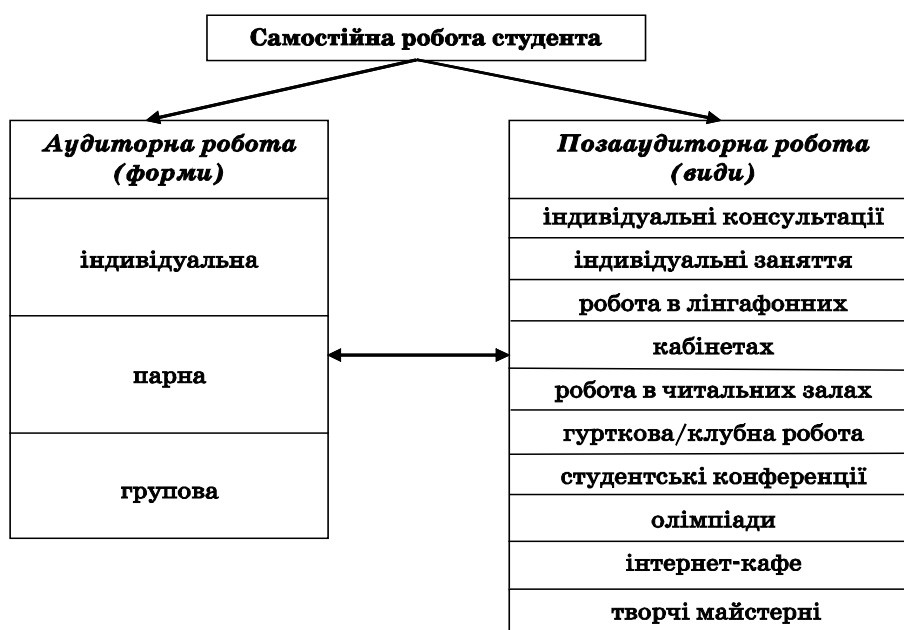 Самостійна робота студента
Аудиторна робота
(форми)
індивідуальна
парна
групова
Позааудиторна робота
(види)
індивідуальні консультації
індивідуальні заняття
робота в лінгафонних
кабінетах
робота в читальних залах
гурткова/клубна робота
студентські конференції
олімпіади
інтернет-кафе
творчі майстерні